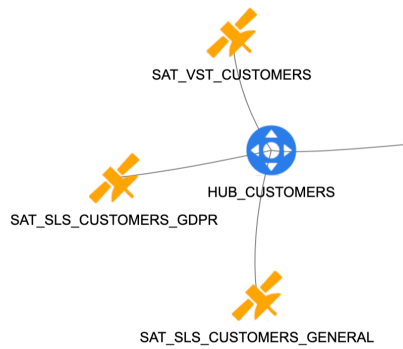 SAT_VST_CUSTOMERS
HUB_CUSTOMERS
SAT_SLS_CUSTOMERS_GDPR
SAT_SLS_CUSTOMERS_GENERAL